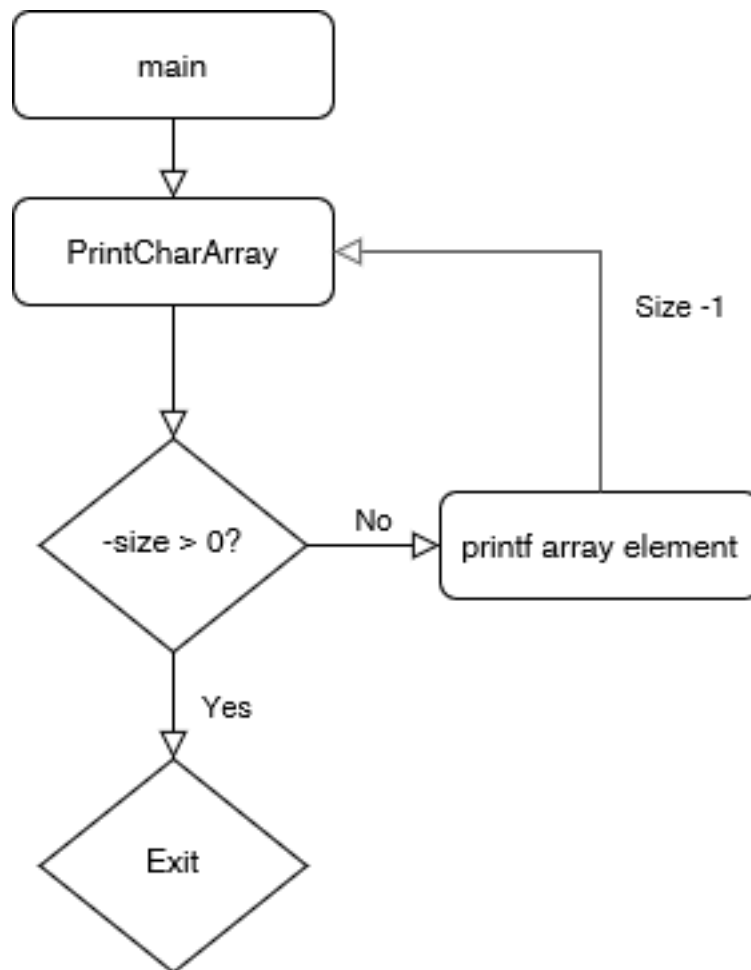 main
PrintCharArray
Size -1
-size > 0?
No
printf array element
Yes
Exit